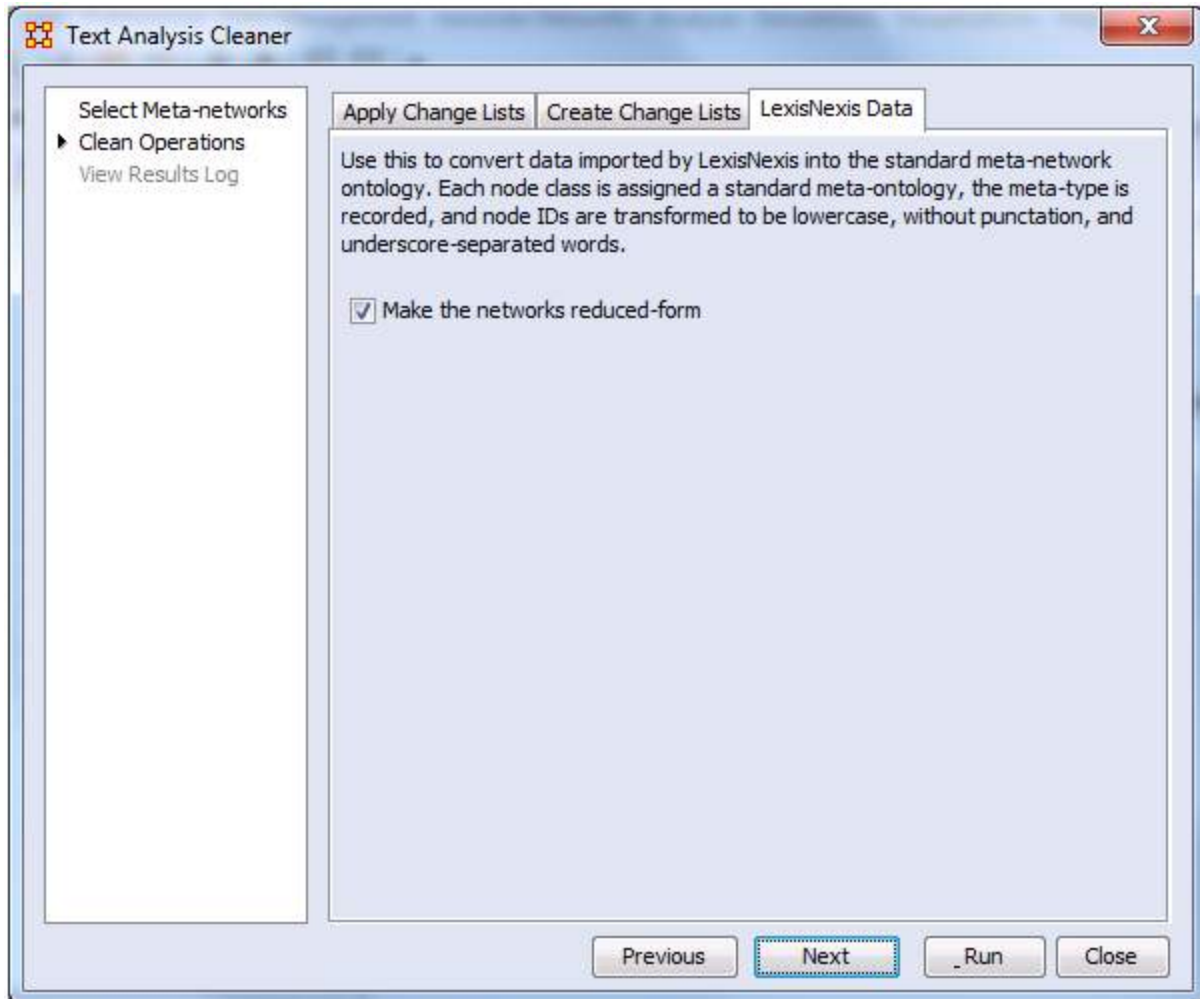 Text Analysis Cleaner
X
Select Meta-networks
Clean Operations
View Results Log
Apply Change Lists
Create Change Lists
LexisNexis Data
Use this to convert data imported by LexisNexis into the standard meta-network
ontology. Each node class is assigned a standard meta-ontology, the meta-type is
recorded, and node IDs are transformed to be lowercase, without punctation, and
underscore-separated words.
Make the networks reduced-form
Previous
Next
_Run
Close